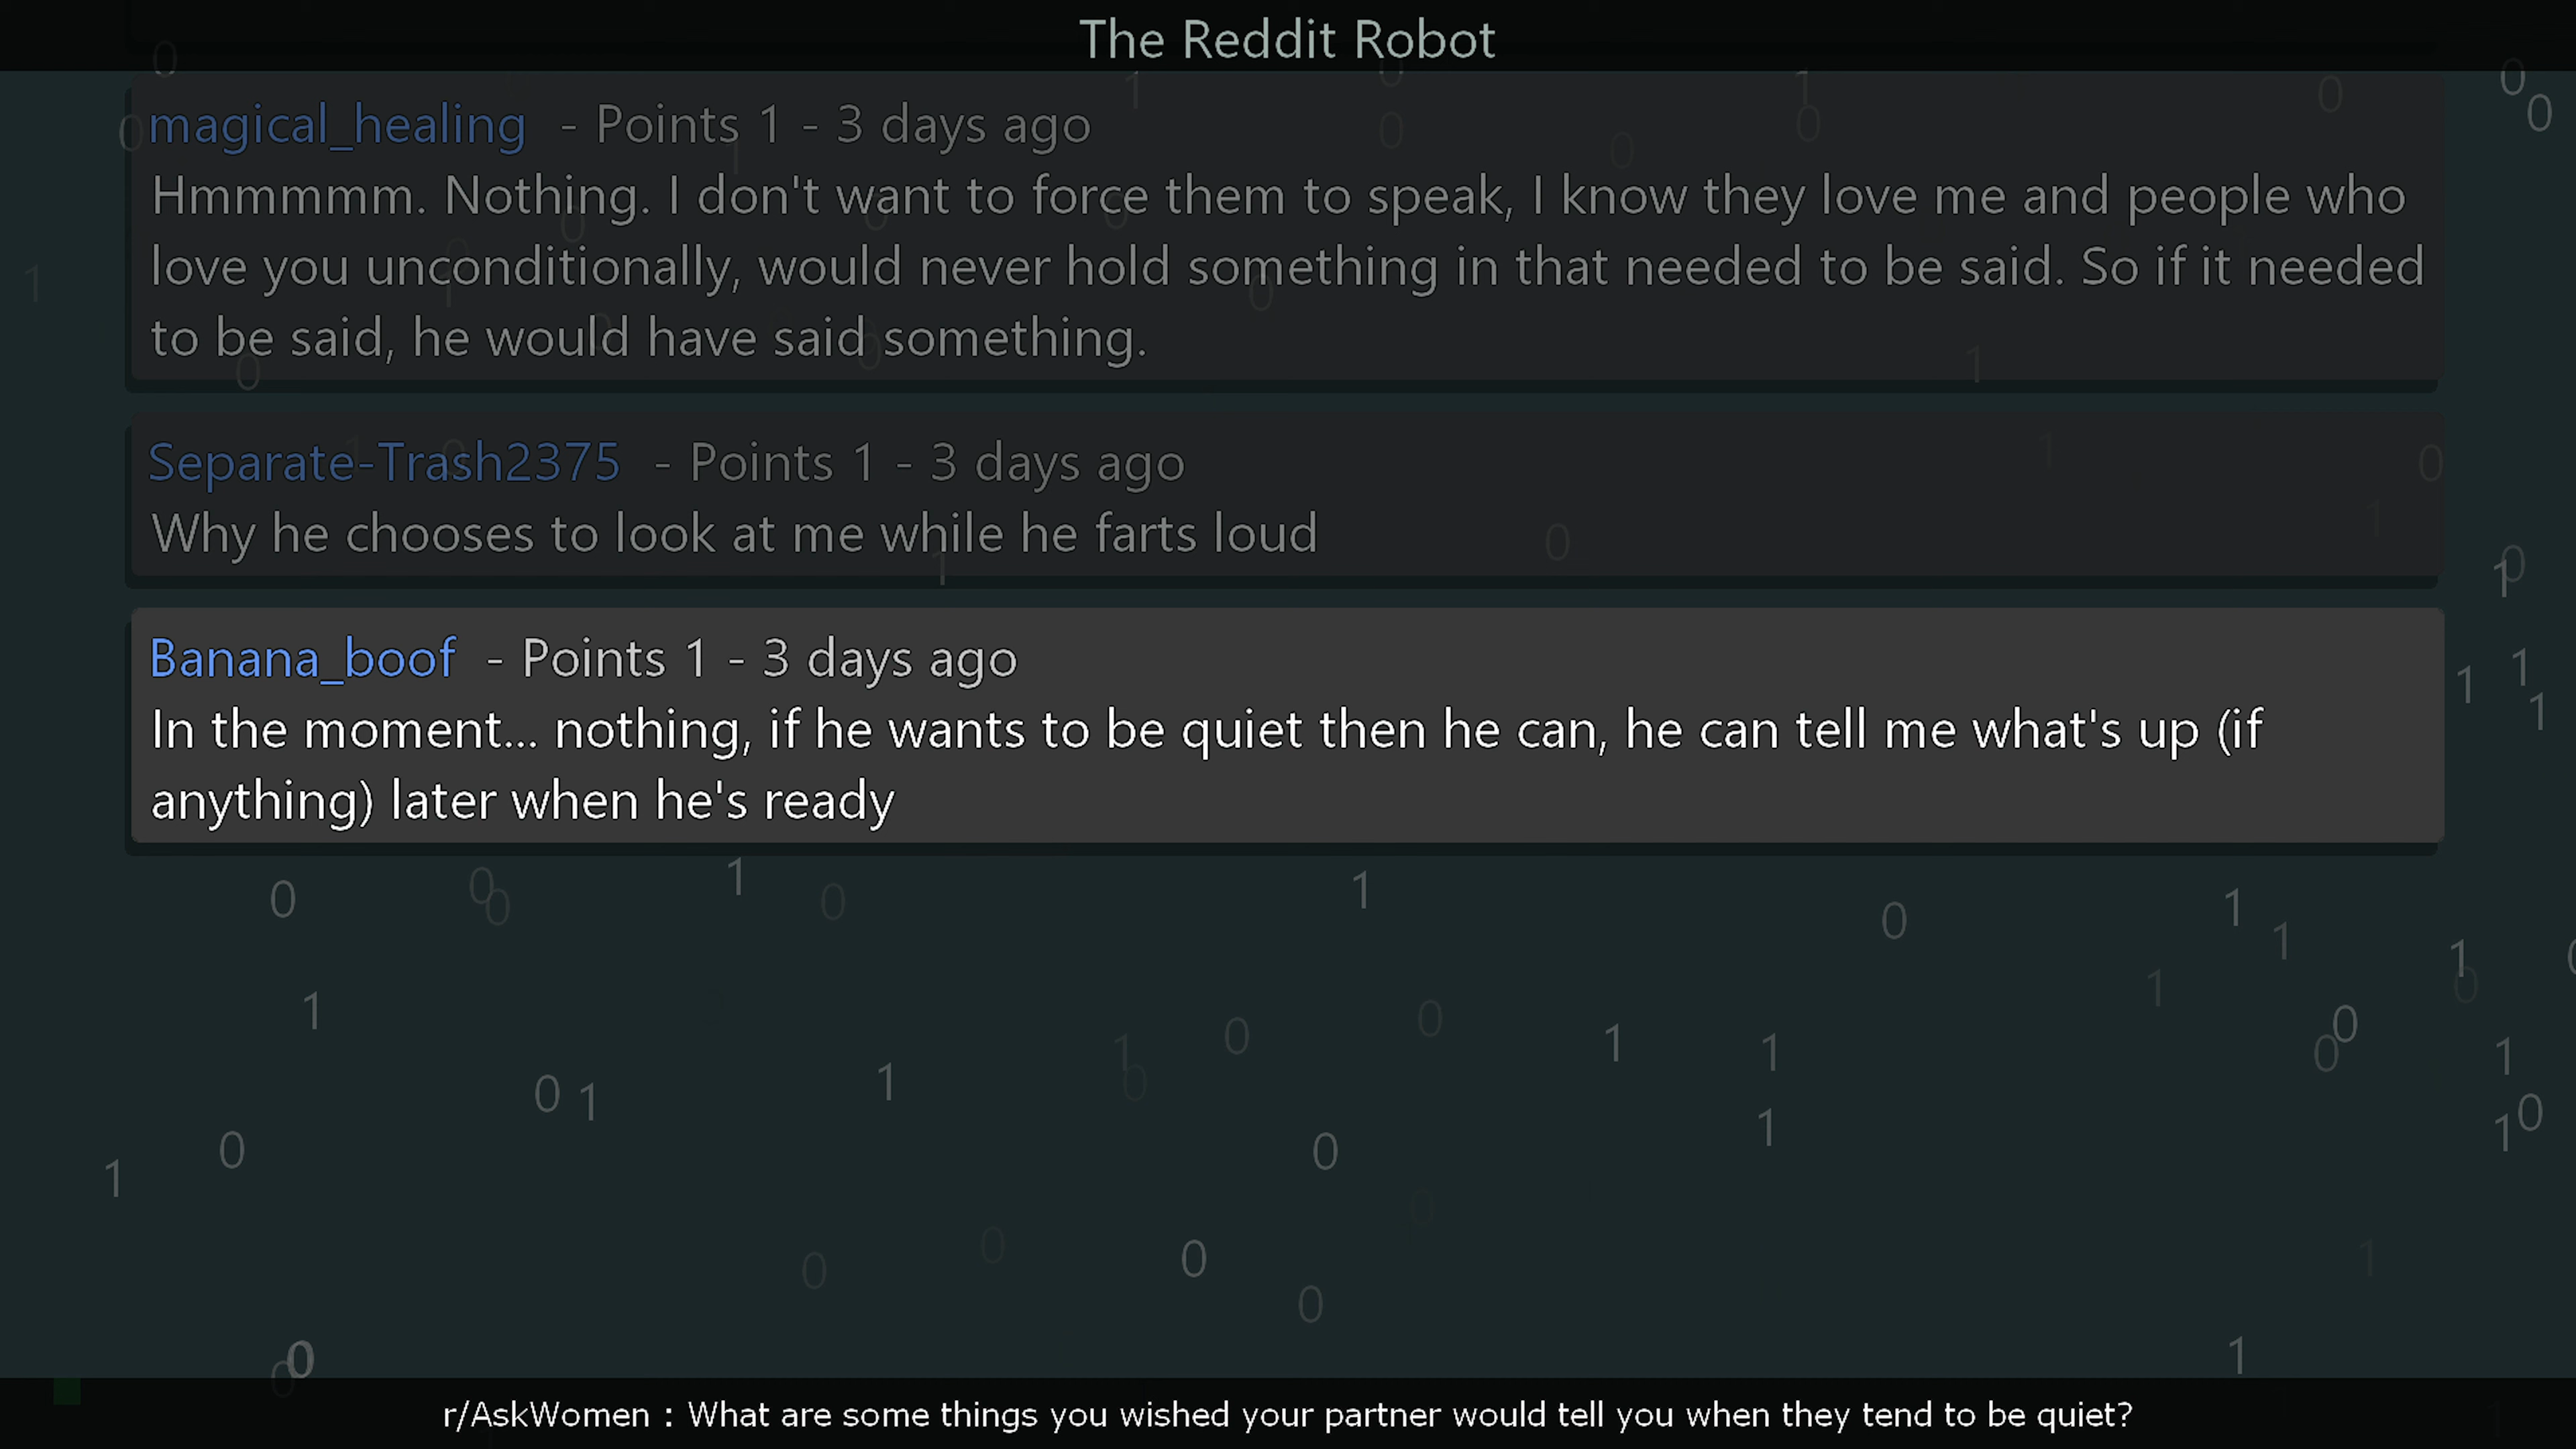 The Reddit Robot
magical_healing - Points 1 - 3 days ago
Hmmmmm. Nothing. I don't want to force them to speak, I know they love me and people who
love you unconditionally, would never hold something in that needed to be said. So if it needed
to be said, he would have said something.
Separate-Trash2375 - Points 1 - 3 days ago
Why he chooses to look at me while he farts loud
Banana_boof - Points 1 - 3 days ago
In the moment... nothing, if he wants to be quiet then he can, he can tell me what's up (if
anything) later when he's ready
r/AskWomen : What are some things you wished your partner would tell you when they tend to be quiet?